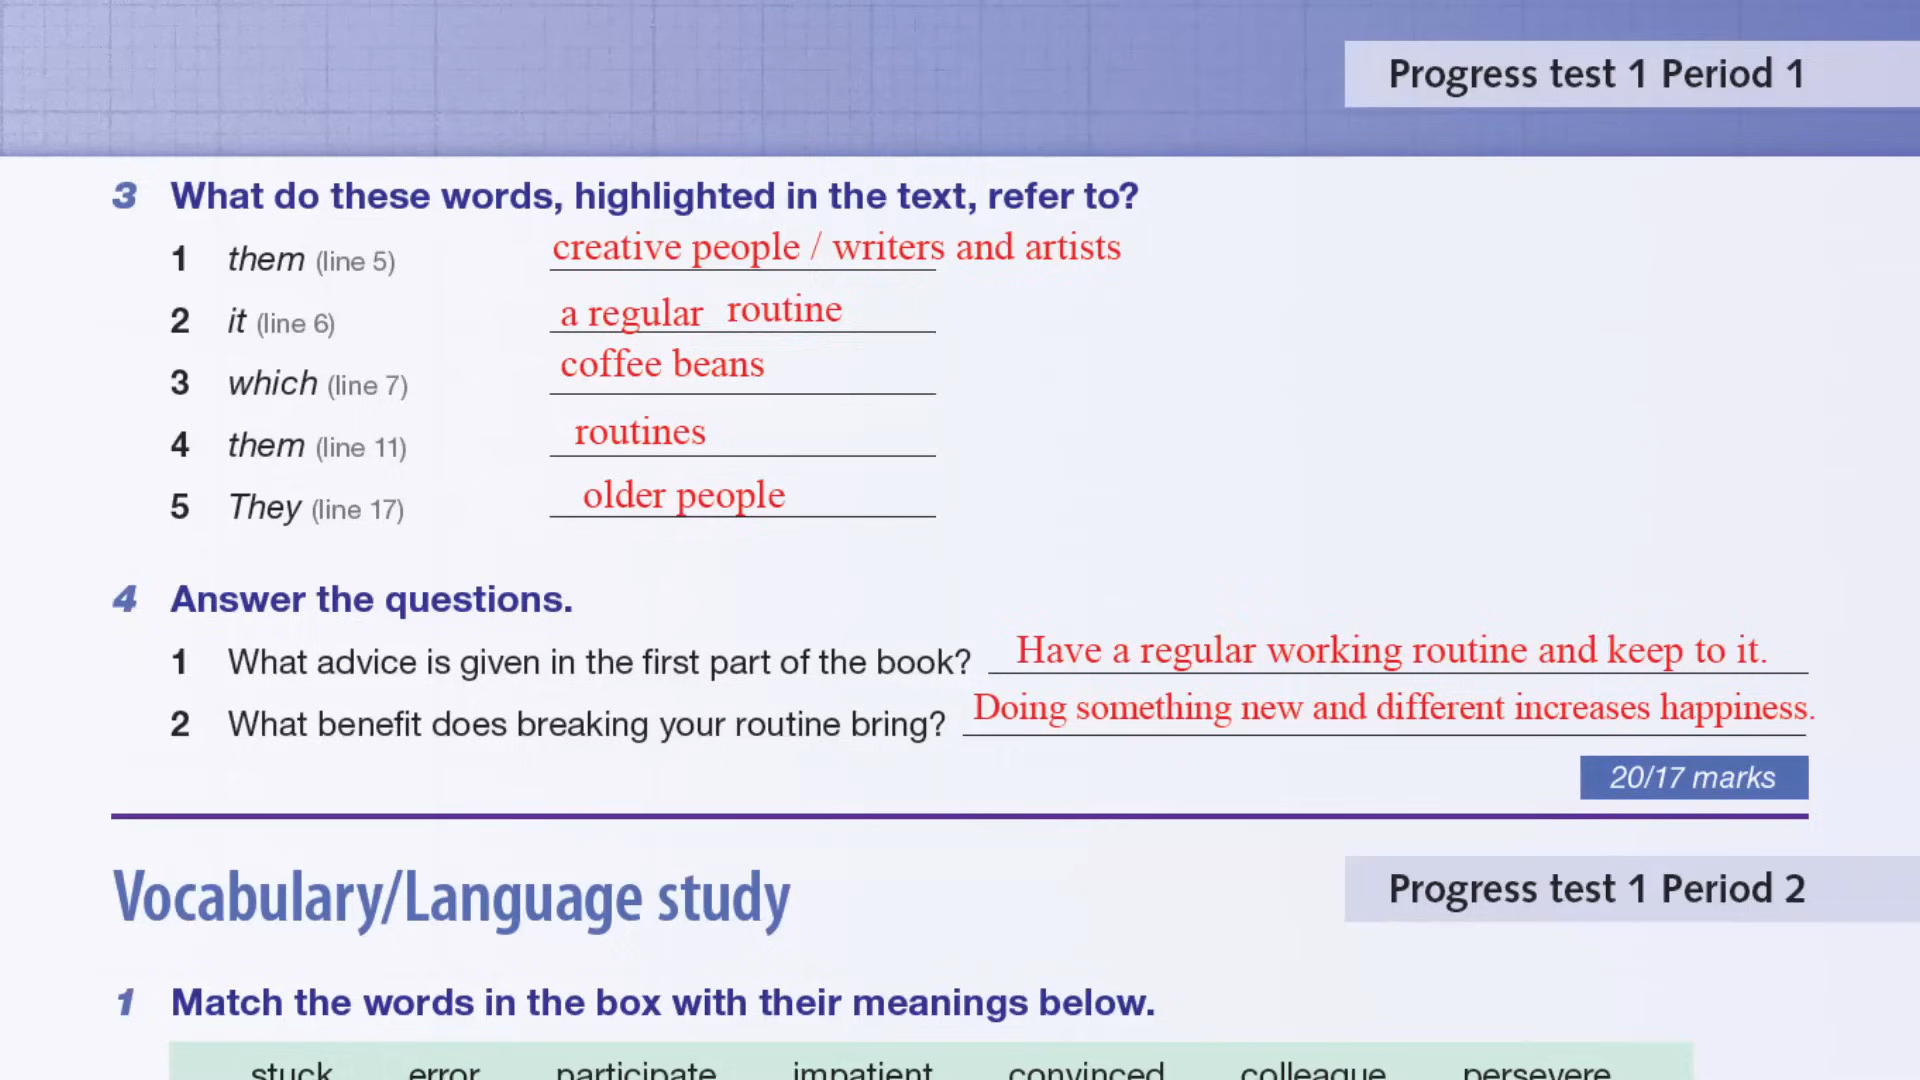 Progress test 1 Period 1
3 What do these words, highlighted in the text, refer to?
1 them (line 5) creative people / writers and artists
2 it (line 6) a regular routine
3 which (line 7) coffee beans
4 them (line 11) routines
5 They (line 17) older people
4 Answer the questions.
1 What advice is given in the first part of the book? Have a regular working routine and keep to it.
2 What benefit does breaking your routine bring? Doing something new and different increases happiness.
20/17 marks
Vocabulary/Language study
Progress test 1 Period 2
1 Match the words in the box with their meanings below.
stuck error participate impatient convinced colleague persevere